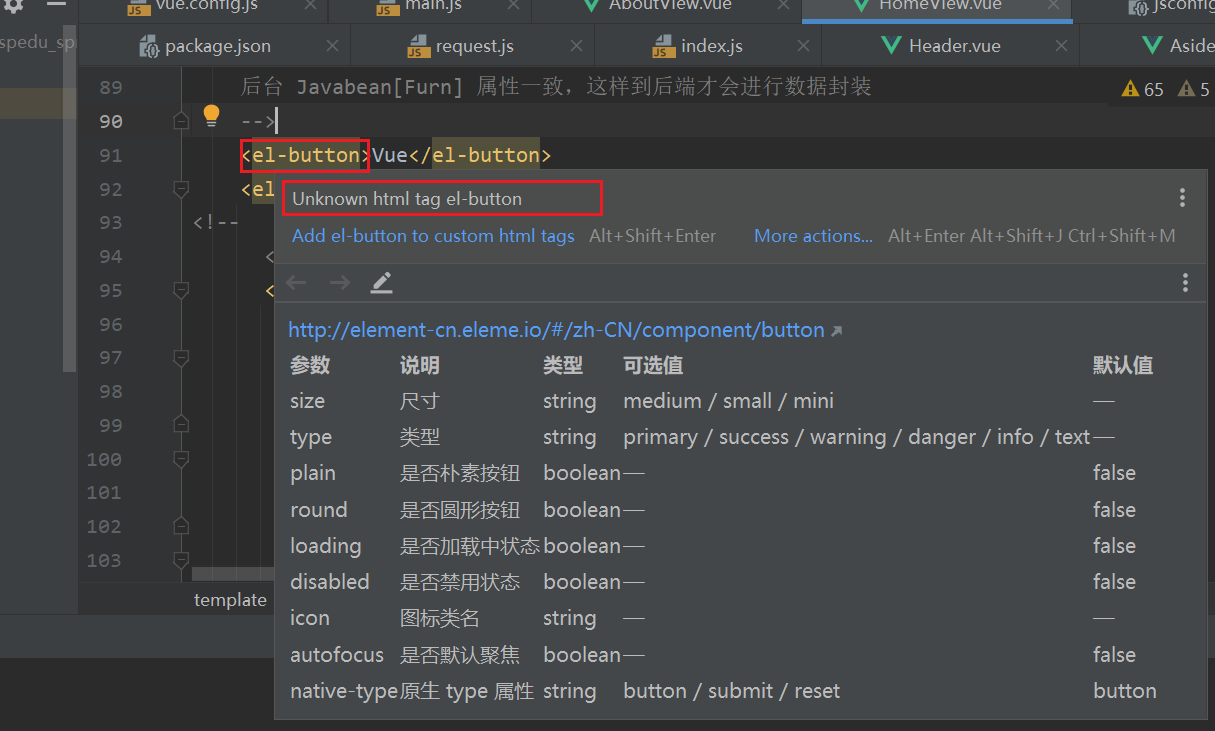 vue.config.js
main.js
AboutView.vue
HomeView.vue
jsconfig
spedu_sp
package.json
request.js
index.js
Header.vue
Aside
89 后台 Javabean[Furn] 属性一致，这样到后端才会进行数据封装
65 5
90 -->
91 <el-button>Vue</el-button>
92 <el
Unknown html tag el-button
93 <!--
Add el-button to custom html tags Alt+Shift+Enter More actions... Alt+Enter Alt+Shift+J Ctrl+Shift+M
94 <
95 <
96
http://element-cn.eleme.io/#/zh-CN/component/button
97 参数 说明 类型 可选值 默认值
98 size 尺寸 string medium / small / mini —
99 type 类型 string primary / success / warning / danger / info / text —
100 plain 是否朴素按钮 boolean — false
101 round 是否圆形按钮 boolean — false
102 loading 是否加载中状态 boolean — false
103 disabled 是否禁用状态 boolean — false
template
icon 图标类名 string — —
autofocus 是否默认聚焦 boolean — false
native-type 原生 type 属性 string button / submit / reset button